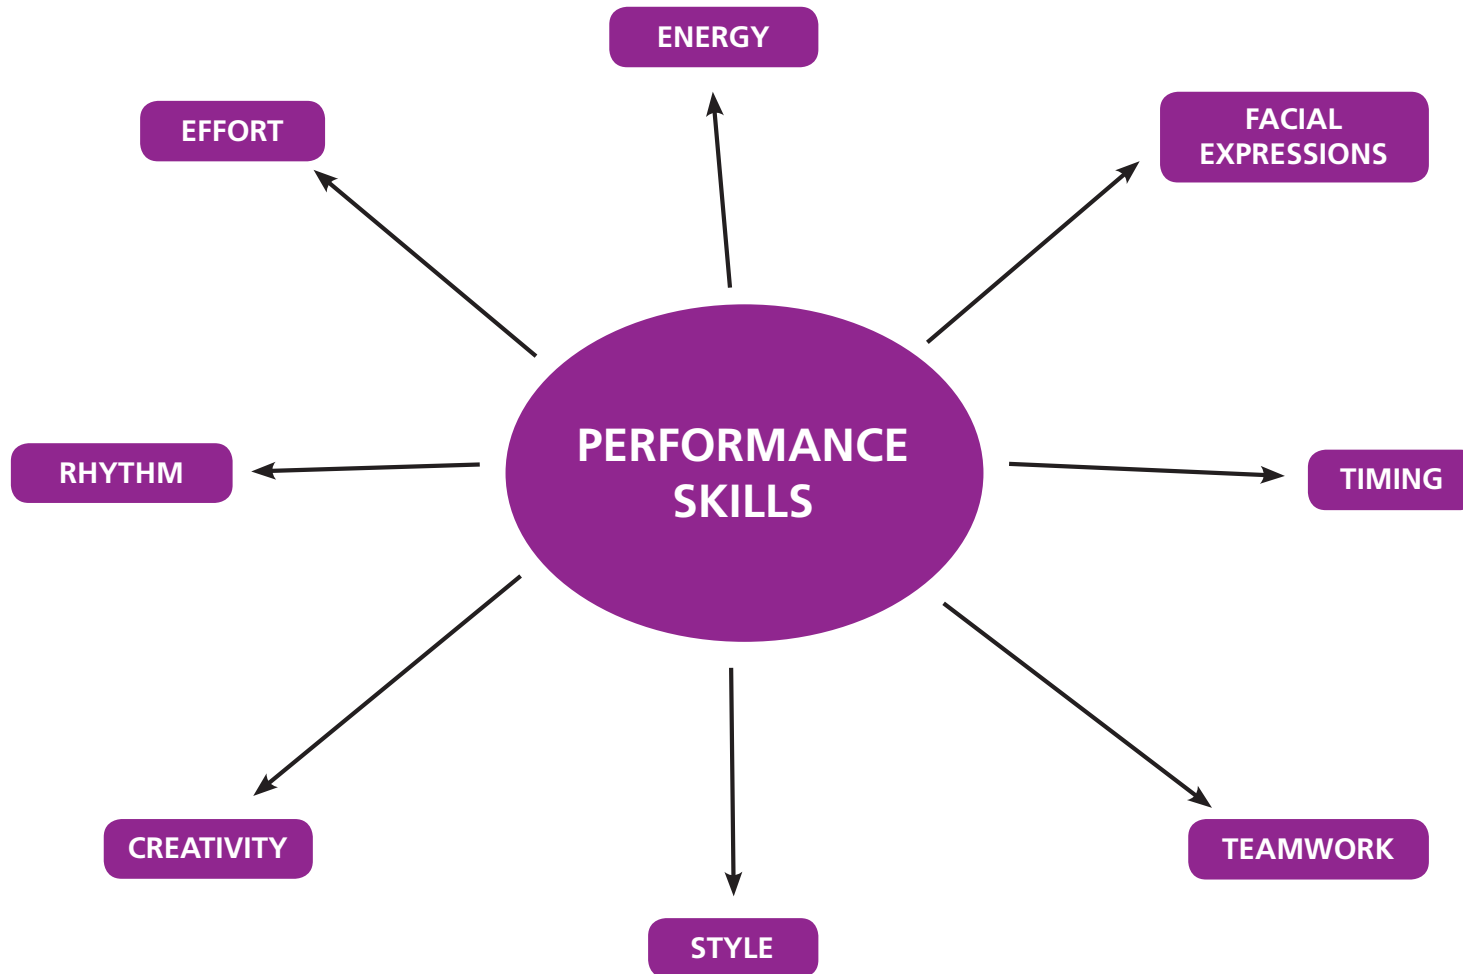 ENERGY
EFFORT
FACIAL
EXPRESSIONS
PERFORMANCE
SKILLS
RHYTHM
TIMING
CREATIVITY
TEAMWORK
STYLE